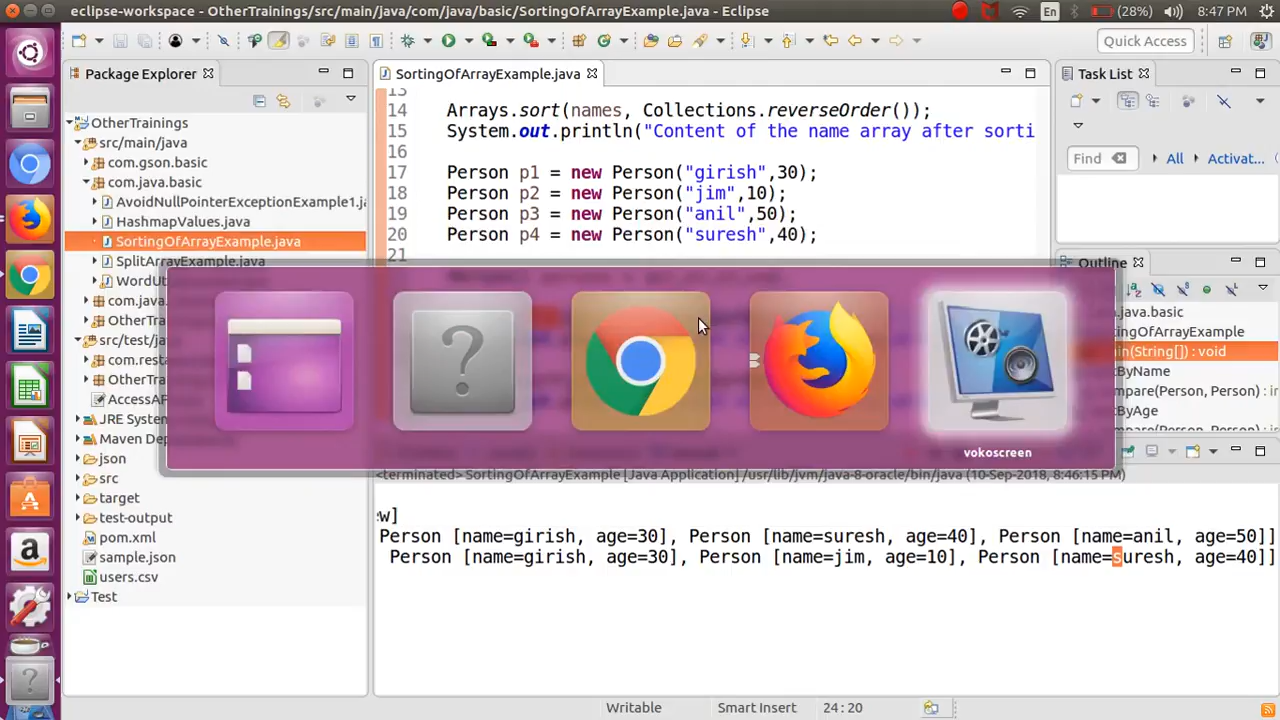 eclipse-workspace - OtherTrainings/src/main/java/com/java/basic/SortingOfArrayExample.java - Eclipse
En (28%) 8:47 PM
Quick Access
Package Explorer
OtherTrainings
src/main/java
com.gson.basic
com.java.basic
AvoidNullPointerExceptionExample1.ja
HashmapValues.java
SortingOfArrayExample.java
SplitArrayExample.java
WordUt
com.java.
OtherTra
src/test/ja
com.rest
OtherTra
AccessAP
JRE System
Maven Dep
json
src
target
test-output
pom.xml
sample.json
users.csv
Test
SortingOfArrayExample.java
13
14 Arrays.sort(names, Collections.reverseOrder());
15 System.out.println("Content of the name array after sorti
16
17 Person p1 = new Person("girish",30);
18 Person p2 = new Person("jim",10);
19 Person p3 = new Person("anil",50);
20 Person p4 = new Person("suresh",40);
21
vokoscreen
<terminated> SortingOfArrayExample [Java Application] /usr/lib/jvm/java-8-oracle/bin/java (10-Sep-2018, 8:46:15 PM)
w]
Person [name=girish, age=30], Person [name=suresh, age=40], Person [name=anil, age=50]]
Person [name=girish, age=30], Person [name=jim, age=10], Person [name=suresh, age=40]]
Task List
Find All Activat...
Outline
.java.basic
SortingOfArrayExample
in(String[]) : void
tByName
mpare(Person, Person) :
tByAge
mpare(Person, Person) :
Writable Smart Insert 24:20